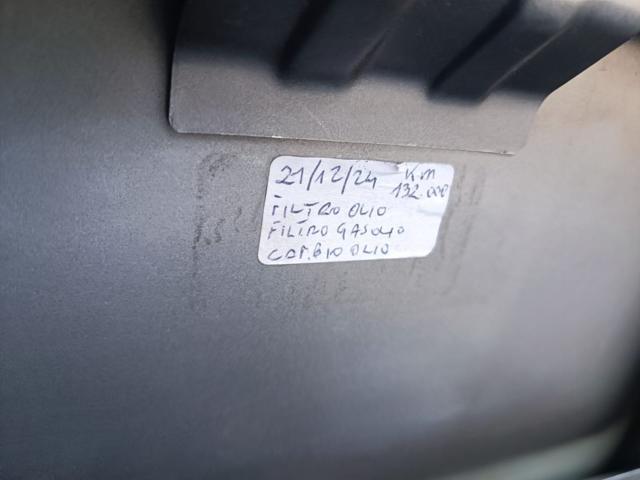 21/12/24 KM
132.000
FILTRO OLIO
FILTRO GASOLIO
CAMBIO OLIO